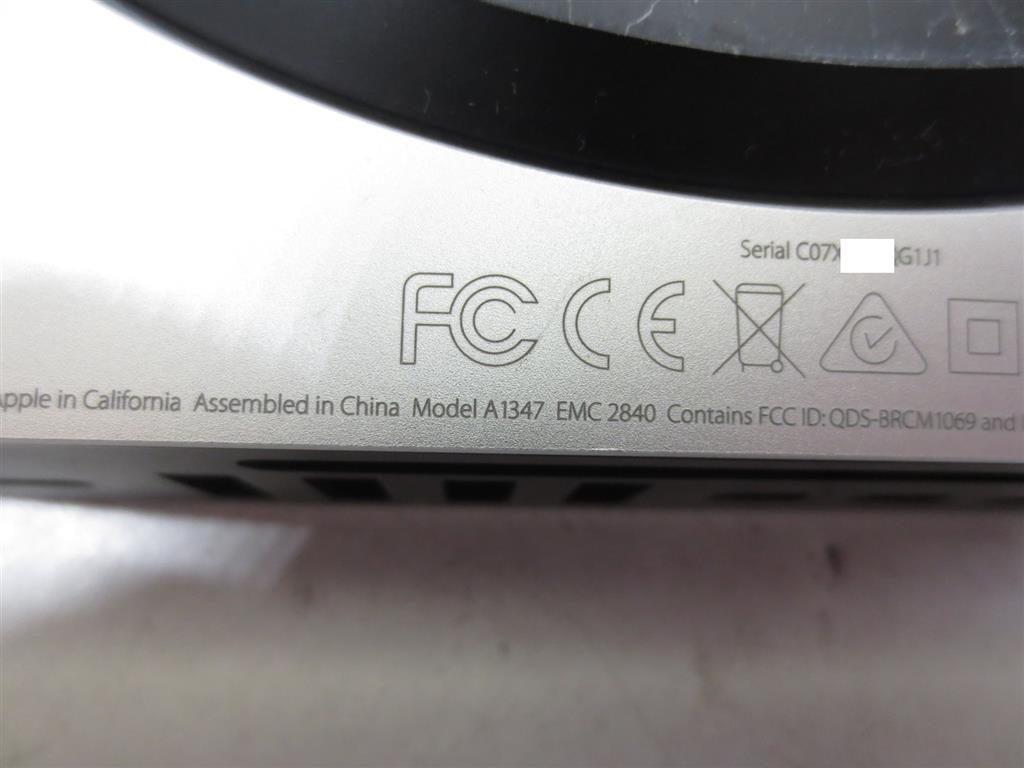 Serial C07X G1J1
FC CE
Apple in California Assembled in China Model A1347 EMC 2840 Contains FCC ID: QDS-BRCM1069 and